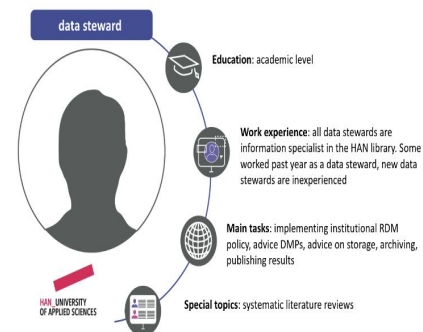 data steward
Education: academic level
Work experience: all data stewards are
information specialist in the HAN library. Some
worked past year as a data steward, new data
stewards are inexperienced
Main tasks: implementing institutional RDM
policy, advice DMPs, advice on storage, archiving,
publishing results
HAN_UNIVERSITY
OF APPLIED SCIENCES
Special topics: systematic literature reviews